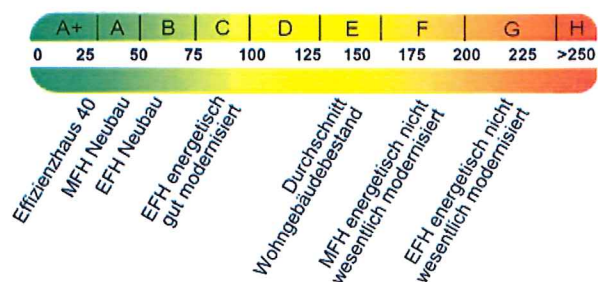 A+ A B C D E F G H
0 25 50 75 100 125 150 175 200 225 >250
Effizienzhaus 40
MFH Neubau
EFH Neubau
EFH energetisch
gut modernisiert
Durchschnitt
Wohngebäudebestand
MFH energetisch nicht
wesentlich modernisiert
EFH energetisch nicht
wesentlich modernisiert